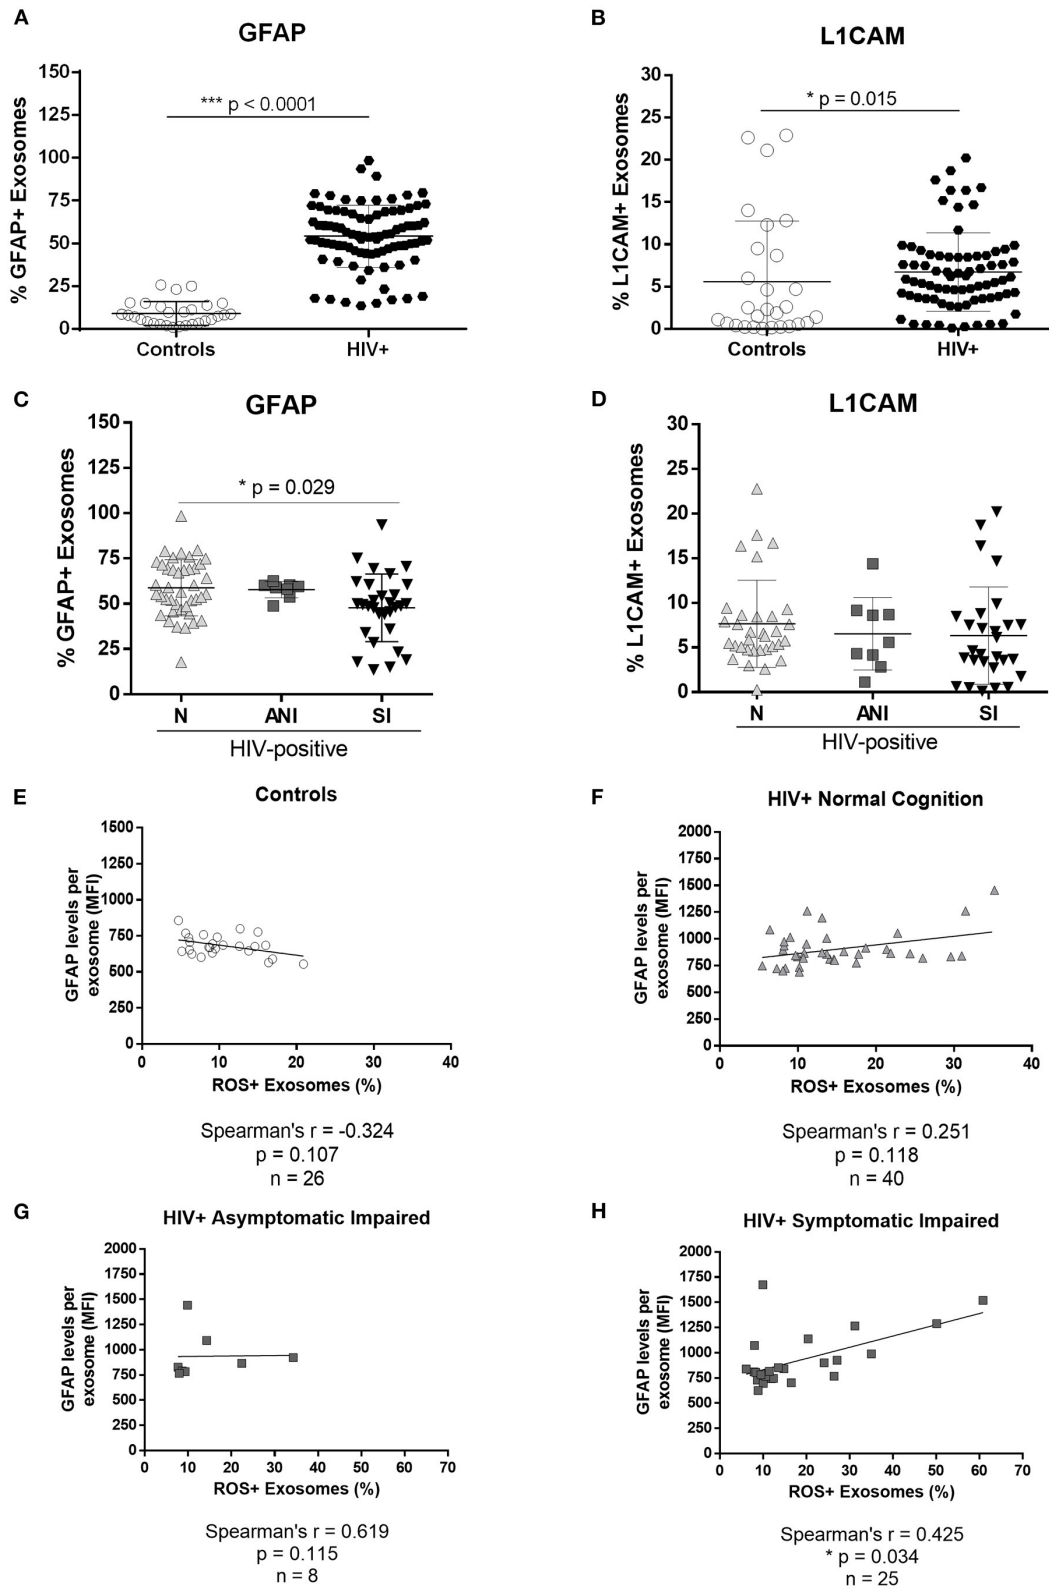 A
GFAP
*** p < 0.0001
% GFAP+ Exosomes
150
125
100
75
50
25
0
Controls
HIV+
B
L1CAM
* p = 0.015
% L1CAM+ Exosomes
30
25
20
15
10
5
0
Controls
HIV+
C
GFAP
* p = 0.029
% GFAP+ Exosomes
150
125
100
75
50
25
0
N
ANI
SI
HIV-positive
D
L1CAM
% L1CAM+ Exosomes
30
25
20
15
10
5
0
N
ANI
SI
HIV-positive
E
Controls
GFAP levels per
exosome (MFI)
1500
1250
1000
750
500
250
0
0 10 20 30 40
ROS+ Exosomes (%)
Spearman's r = -0.324
p = 0.107
n = 26
F
HIV+ Normal Cognition
GFAP levels per
exosome (MFI)
2000
1750
1500
1250
1000
750
500
250
0
0 10 20 30 40
ROS+ Exosomes (%)
Spearman's r = 0.251
p = 0.118
n = 40
G
HIV+ Asymptomatic Impaired
GFAP levels per
exosome (MFI)
2000
1750
1500
1250
1000
750
500
250
0
0 10 20 30 40 50 60 70
ROS+ Exosomes (%)
Spearman's r = 0.619
p = 0.115
n = 8
H
HIV+ Symptomatic Impaired
GFAP levels per
exosome (MFI)
2000
1750
1500
1250
1000
750
500
250
0
0 10 20 30 40 50 60 70
ROS+ Exosomes (%)
Spearman's r = 0.425
* p = 0.034
n = 25